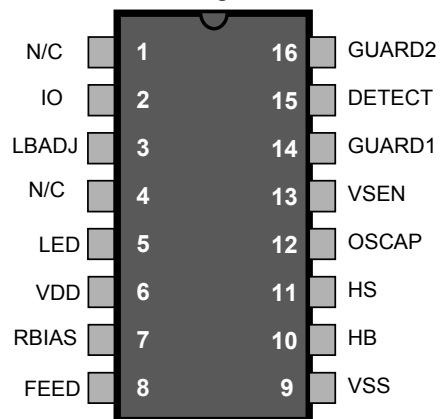 N/C 1 16 GUARD2
IO 2 15 DETECT
LBADJ 3 14 GUARD1
N/C 4 13 VSEN
LED 5 12 OSCAP
VDD 6 11 HS
RBIAS 7 10 HB
FEED 8 9 VSS